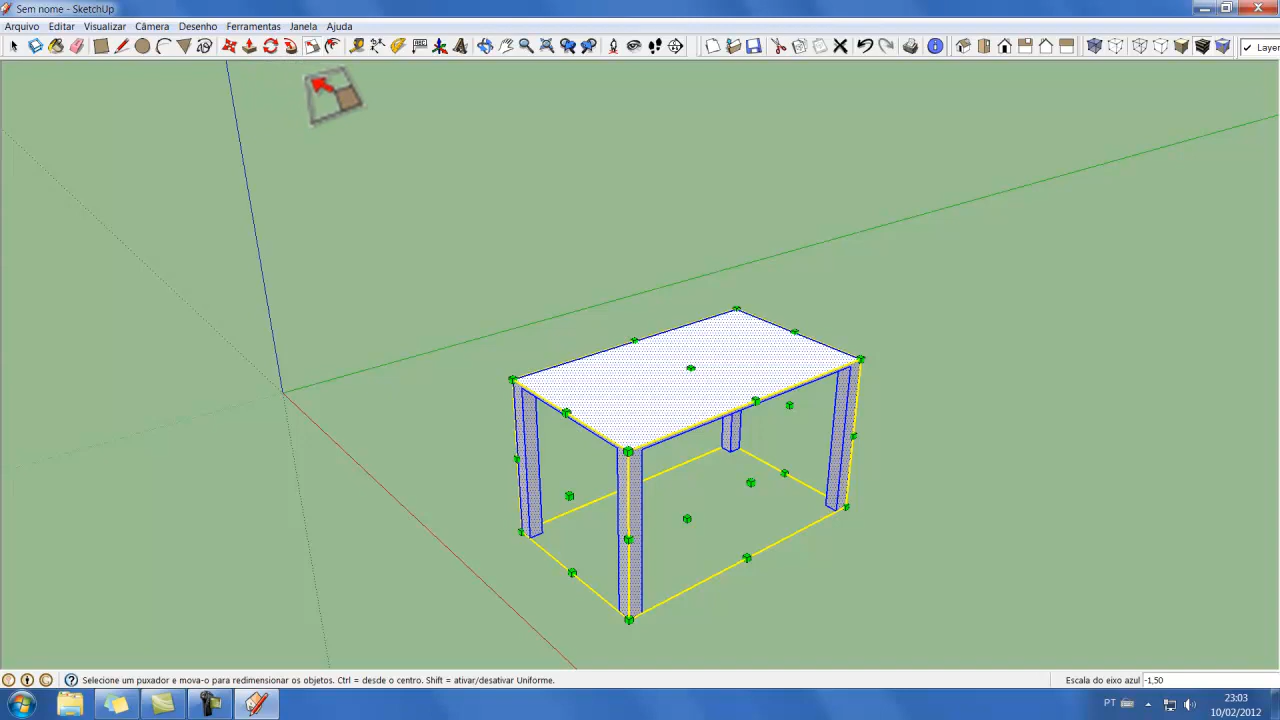 Sem nome - SketchUp
Arquivo Editar Visualizar Câmera Desenho Ferramentas Janela Ajuda
Layer
Selecione um puxador e mova-o para redimensionar os objetos. Ctrl = desde o centro. Shift = ativar/desativar Uniforme.
Escala do eixo azul -1,50
PT
23:03
10/02/2012